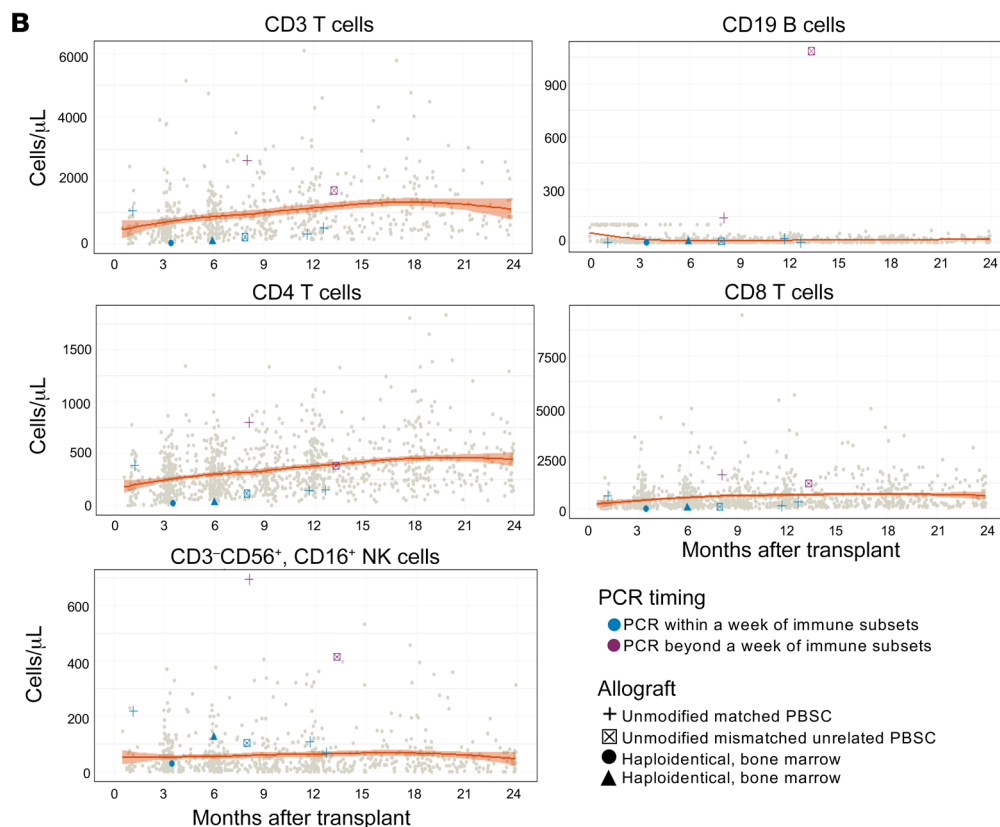 B
CD3 T cells
CD19 B cells
6000
4000
2000
0
Cells/μL
0 3 6 9 12 15 18 21 24
900
600
300
0
0 3 6 9 12 15 18 21 24
CD4 T cells
CD8 T cells
1500
1000
500
0
Cells/μL
0 3 6 9 12 15 18 21 24
7500
5000
2500
0
0 3 6 9 12 15 18 21 24
Months after transplant
CD3⁻CD56⁺, CD16⁺ NK cells
600
400
200
0
Cells/μL
0 3 6 9 12 15 18 21 24
Months after transplant
PCR timing
PCR within a week of immune subsets
PCR beyond a week of immune subsets
Allograft
Unmodified matched PBSC
Unmodified mismatched unrelated PBSC
Haploidentical, bone marrow
Haploidentical, bone marrow